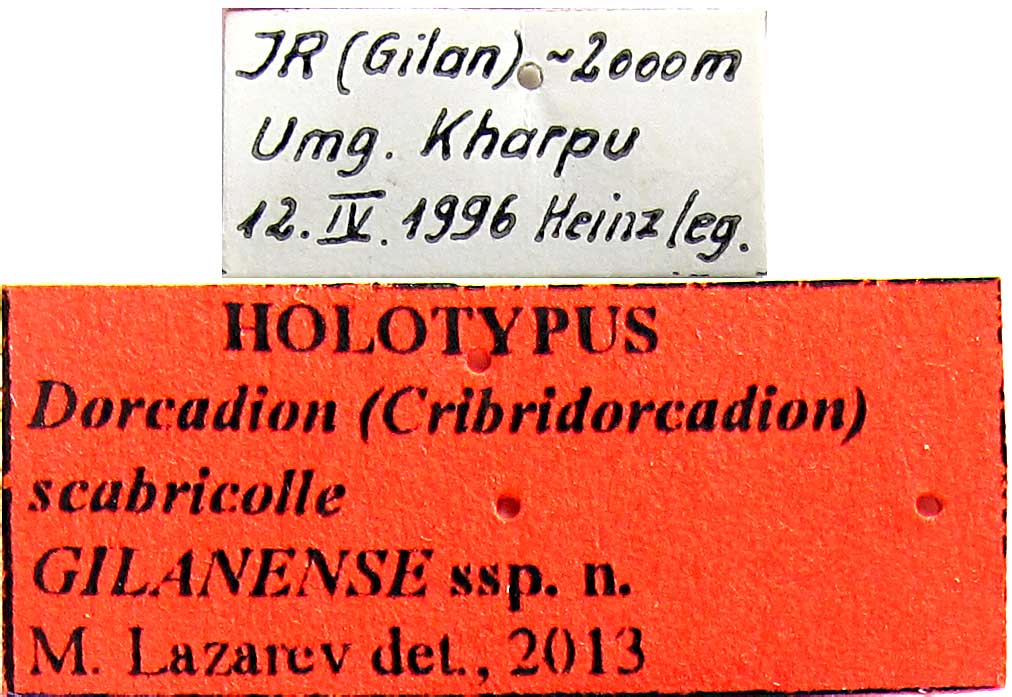 IR (Gilan) ~2000m
Umg. Kharpu
12.IV.1996 Heinz leg.
HOLOTYPUS
Dorcadion (Cribridorcadion)
scabricolle
GILANENSE ssp. n.
M. Lazarev det., 2013